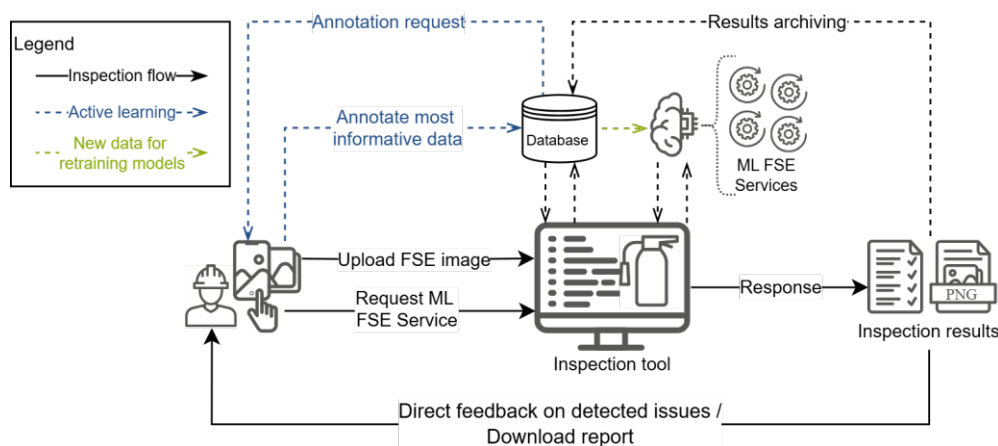 Legend
Inspection flow
Active learning
New data for
retraining models
Annotation request
Results archiving
Annotate most
informative data
Database
ML FSE
Services
Upload FSE image
Request ML
FSE Service
Response
PNG
Inspection tool
Inspection results
Direct feedback on detected issues /
Download report